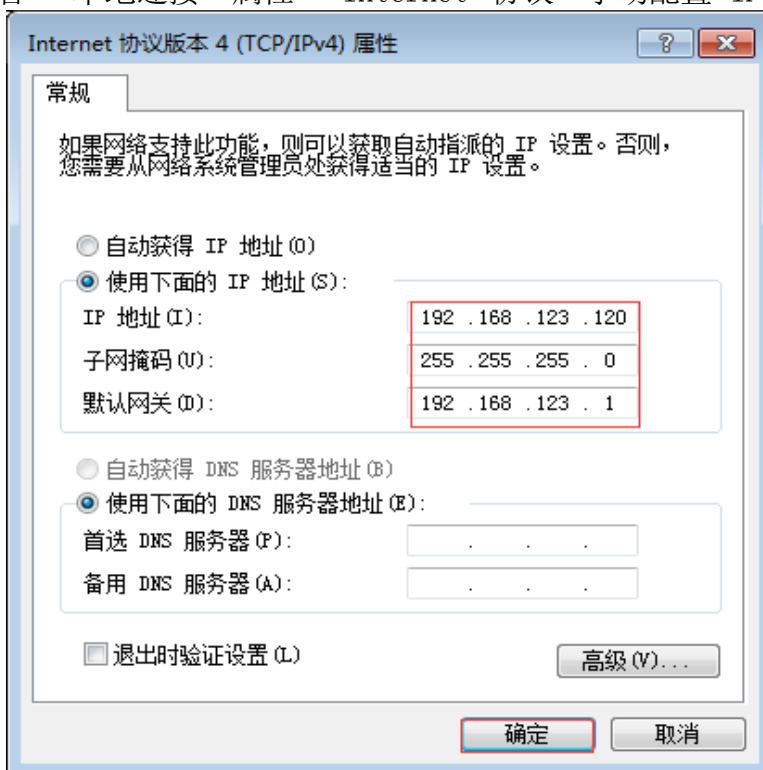 Internet 协议版本 4 (TCP/IPv4) 属性
常规
如果网络支持此功能，则可以获取自动指派的 IP 设置。否则，
您需要从网络系统管理员处获得适当的 IP 设置。
自动获得 IP 地址(O)
使用下面的 IP 地址(S):
IP 地址(I): 192 .168 .123 .120
子网掩码(U): 255 .255 .255 . 0
默认网关(D): 192 .168 .123 . 1
自动获得 DNS 服务器地址(B)
使用下面的 DNS 服务器地址(E):
首选 DNS 服务器(P): . . .
备用 DNS 服务器(A): . . .
退出时验证设置(L)
高级(V)...
确定 取消